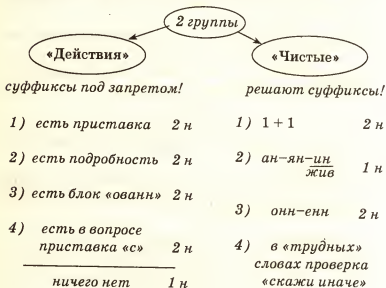 2 группы
«Действия»
«Чистые»
суффиксы под запретом!
решают суффиксы!
1) есть приставка 2 н
1) 1 + 1 2 н
2) есть подробность 2 н
2) ан-ян-ин 1 н
жив
3) есть блок «ованн» 2 н
3) онн-енн 2 н
4) есть в вопросе
приставка «с» 2 н
4) в «трудных»
словах проверка
«скажи иначе»
ничего нет 1 н